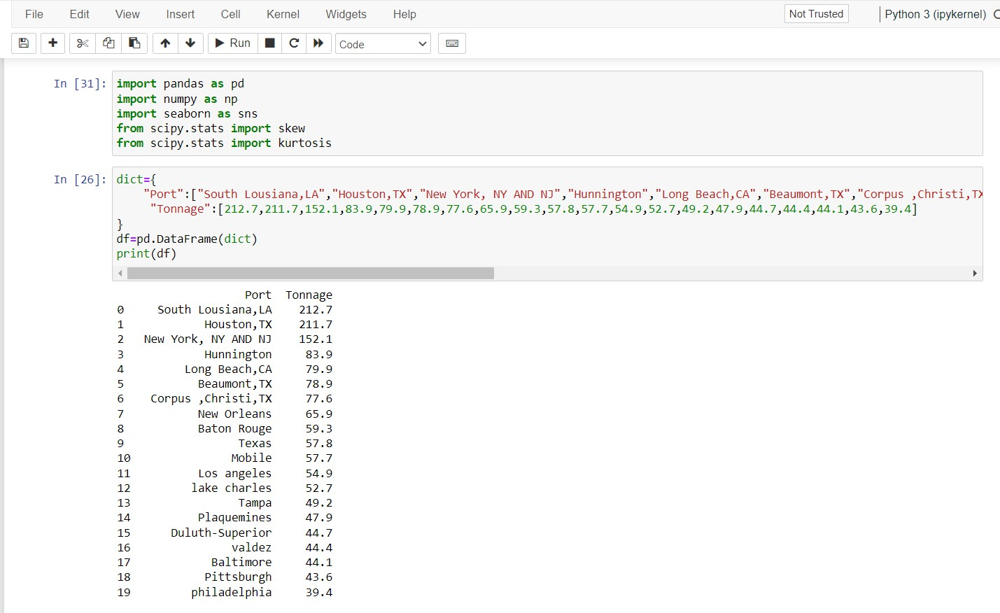 File Edit View Insert Cell Kernel Widgets Help Not Trusted Python 3 (ipykernel)
Run Code
In [31]: import pandas as pd
import numpy as np
import seaborn as sns
from scipy.stats import skew
from scipy.stats import kurtosis
In [26]: dict={
"Port":["South Lousiana,LA","Houston,TX","New York, NY AND NJ","Hunnington","Long Beach,CA","Beaumont,TX","Corpus ,Christi,TX
"Tonnage":[212.7,211.7,152.1,83.9,79.9,78.9,77.6,65.9,59.3,57.8,57.7,54.9,52.7,49.2,47.9,44.7,44.4,44.1,43.6,39.4]
}
df=pd.DataFrame(dict)
print(df)
Port Tonnage
0 South Lousiana,LA 212.7
1 Houston,TX 211.7
2 New York, NY AND NJ 152.1
3 Hunnington 83.9
4 Long Beach,CA 79.9
5 Beaumont,TX 78.9
6 Corpus ,Christi,TX 77.6
7 New Orleans 65.9
8 Baton Rouge 59.3
9 Texas 57.8
10 Mobile 57.7
11 Los angeles 54.9
12 lake charles 52.7
13 Tampa 49.2
14 Plaquemines 47.9
15 Duluth-Superior 44.7
16 valdez 44.4
17 Baltimore 44.1
18 Pittsburgh 43.6
19 philadelphia 39.4